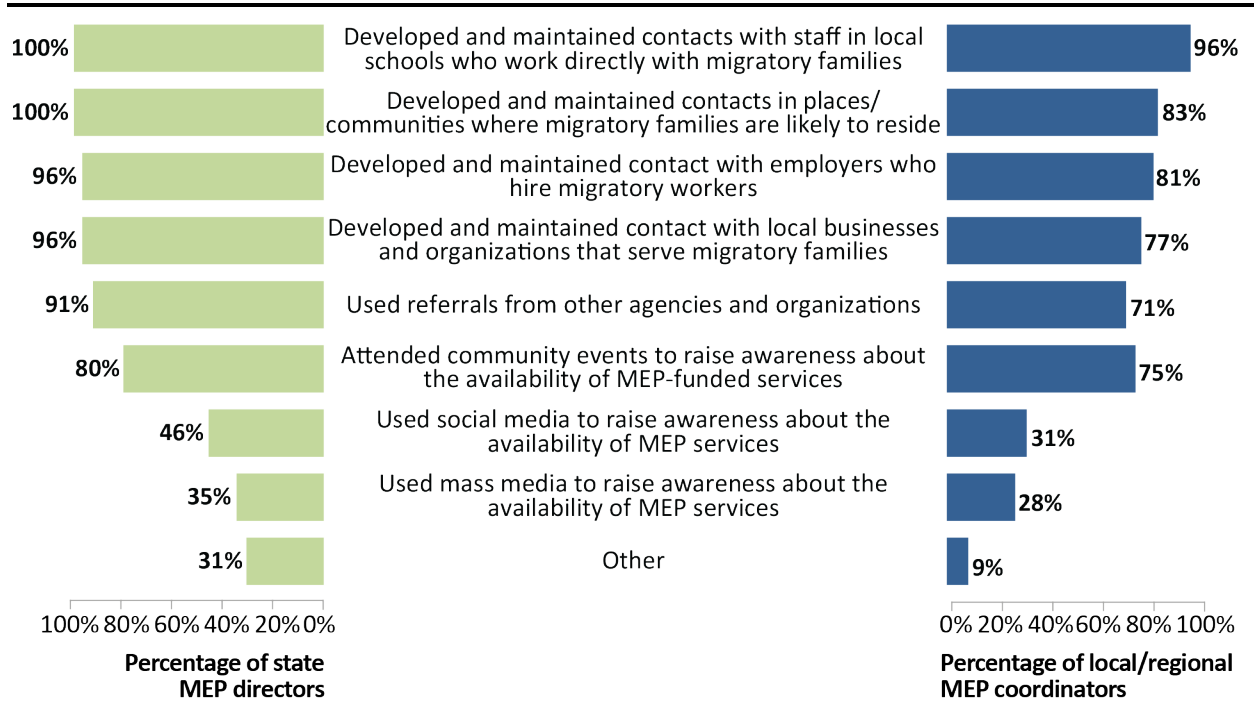 100% Developed and maintained contacts with staff in local 96%
schools who work directly with migratory families
100% Developed and maintained contacts in places/ 83%
communities where migratory families are likely to reside
96% Developed and maintained contact with employers who 81%
hire migratory workers
96% Developed and maintained contact with local businesses 77%
and organizations that serve migratory families
91% Used referrals from other agencies and organizations 71%
80% Attended community events to raise awareness about 75%
the availability of MEP-funded services
46% Used social media to raise awareness about the 31%
availability of MEP services
35% Used mass media to raise awareness about the 28%
availability of MEP services
31% Other 9%
100% 80% 60% 40% 20% 0% 0% 20% 40% 60% 80% 100%
Percentage of state
MEP directors
Percentage of local/regional
MEP coordinators